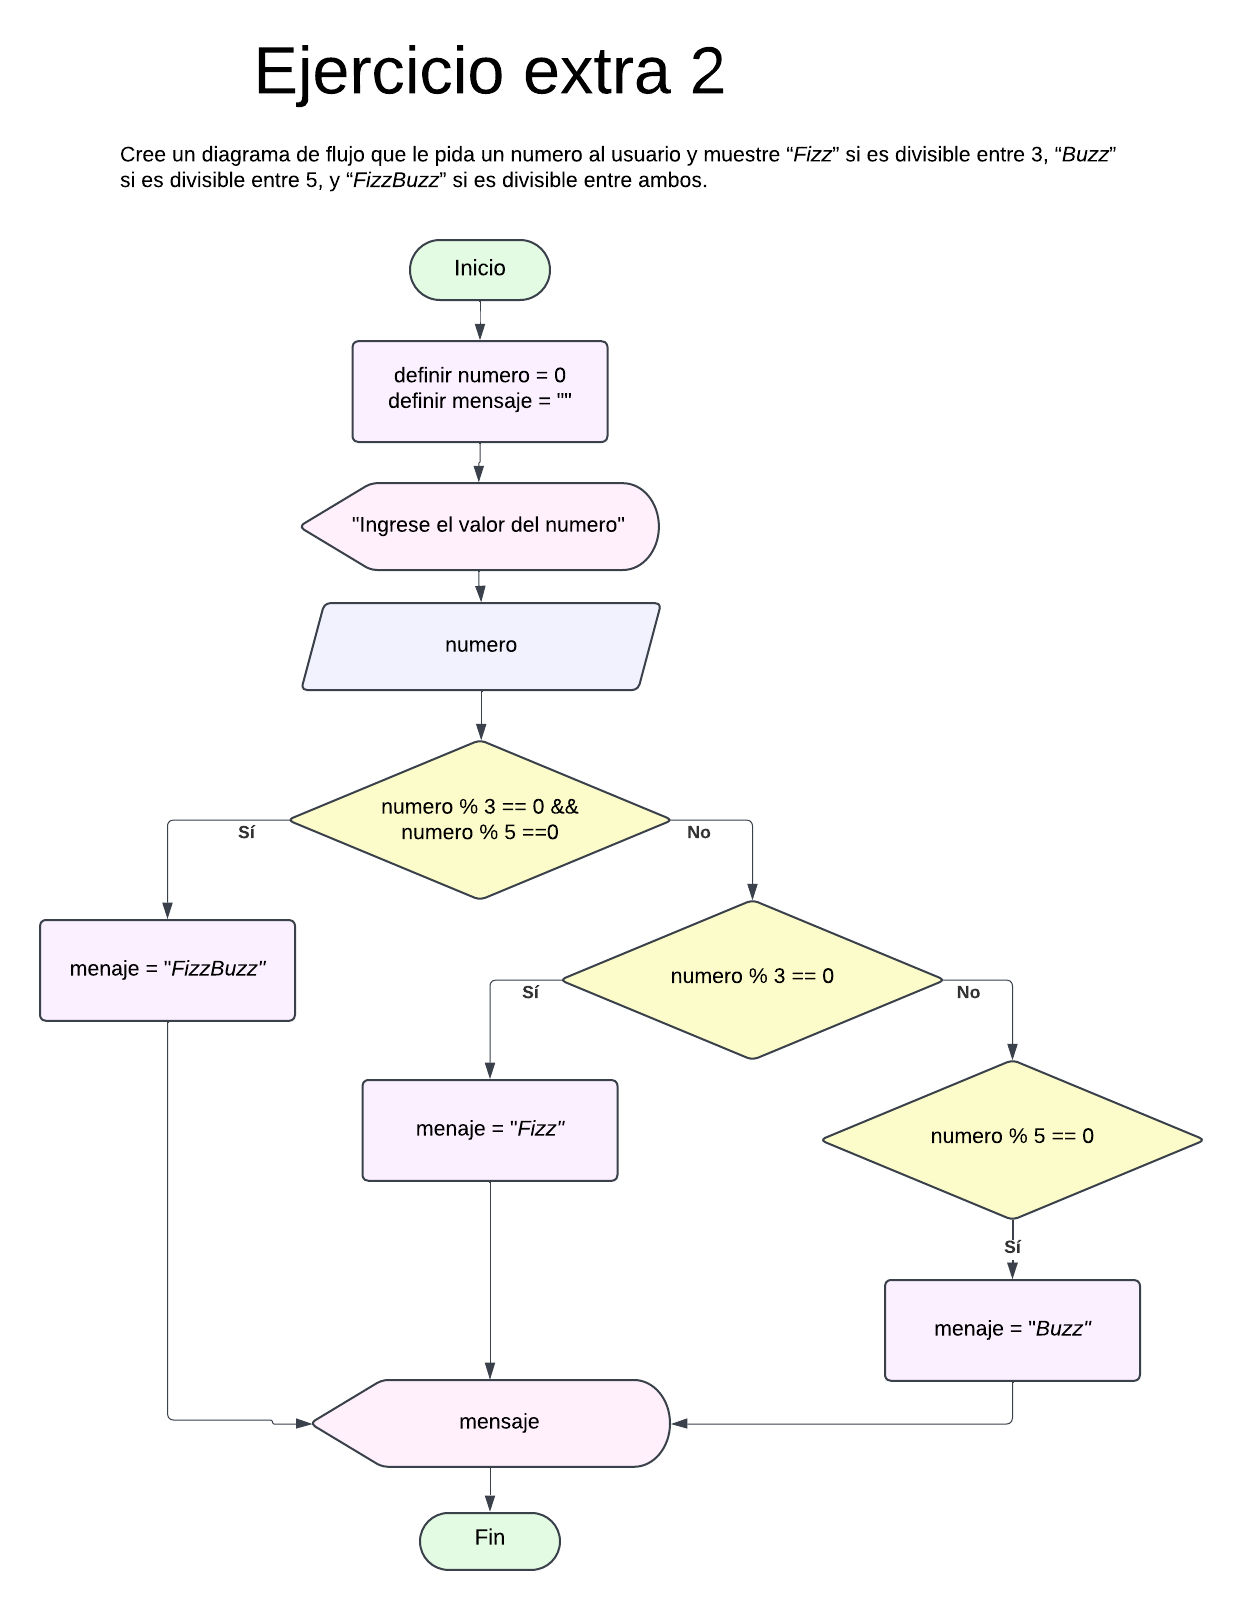 Ejercicio extra 2
Cree un diagrama de flujo que le pida un numero al usuario y muestre “Fizz” si es divisible entre 3, “Buzz”
si es divisible entre 5, y “FizzBuzz” si es divisible entre ambos.
Inicio
definir numero = 0
definir mensaje = ""
"Ingrese el valor del numero"
numero
numero % 3 == 0 &&
numero % 5 ==0
Sí
No
menaje = "FizzBuzz"
numero % 3 == 0
Sí
No
menaje = "Fizz"
numero % 5 == 0
Sí
menaje = "Buzz"
mensaje
Fin